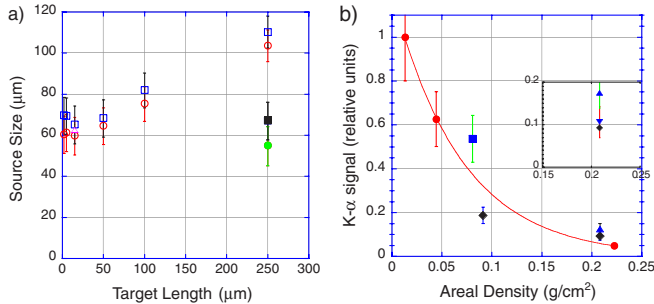 a)
120
100
80
60
40
20
0
0 50 100 150 200 250 300
Target Length (μm)
Source Size (μm)
b)
1
0.8
0.6
0.4
0.2
0
0 0.05 0.1 0.15 0.2 0.25
Areal Density (g/cm²)
K-α signal (relative units)
0.2
0.1
0
0.15 0.2 0.25